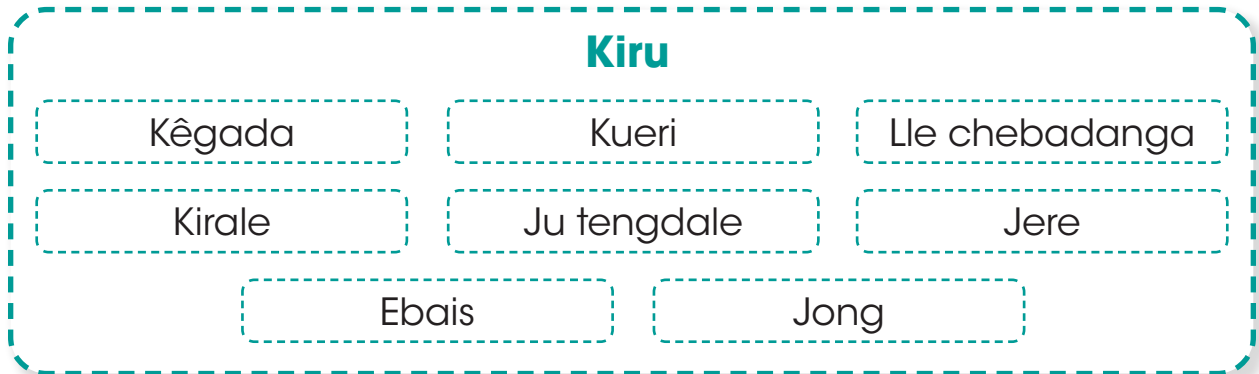 Kiru
Kêgada
Kueri
Lle chebadanga
Kirale
Ju tengdale
Jere
Ebais
Jong